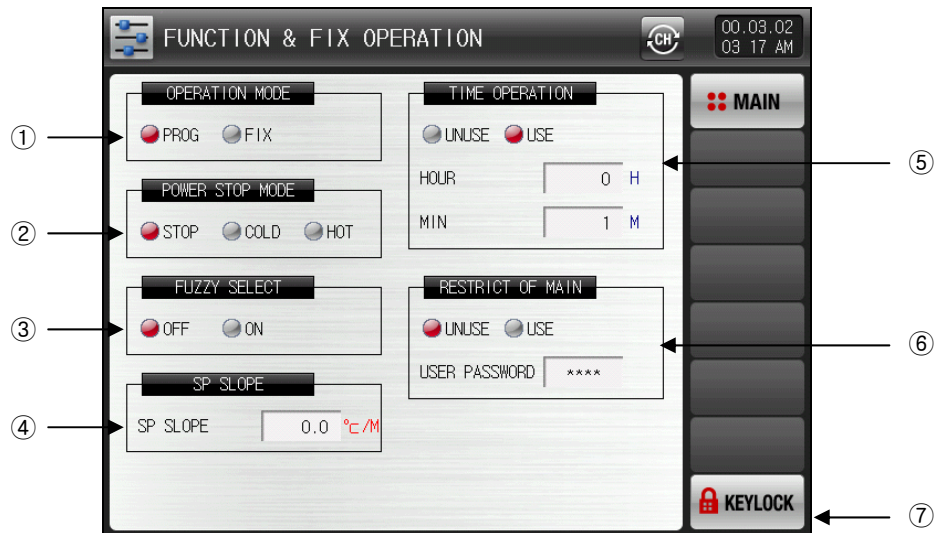 FUNCTION & FIX OPERATION
CH
00.03.02
03 17 AM
OPERATION MODE
① PROG FIX
POWER STOP MODE
② STOP COLD HOT
FUZZY SELECT
③ OFF ON
SP SLOPE
④ SP SLOPE 0.0 ℃/M
TIME OPERATION
UNUSE USE
⑤
HOUR 0 H
MIN 1 M
RESTRICT OF MAIN
UNUSE USE
⑥
USER PASSWORD ****
MAIN
KEYLOCK
⑦